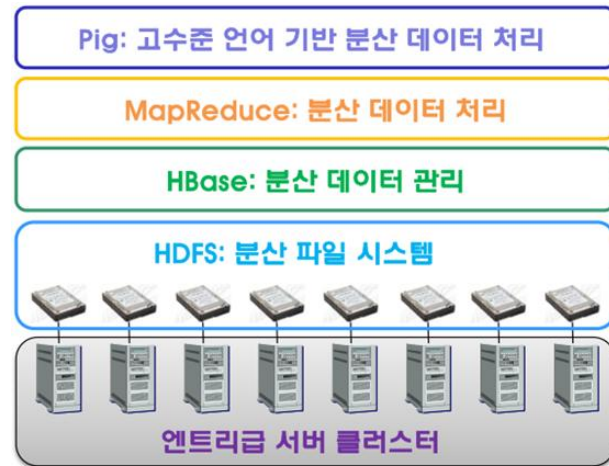 Pig: 고수준 언어 기반 분산 데이터 처리
MapReduce: 분산 데이터 처리
HBase: 분산 데이터 관리
HDFS: 분산 파일 시스템
엔트리급 서버 클러스터